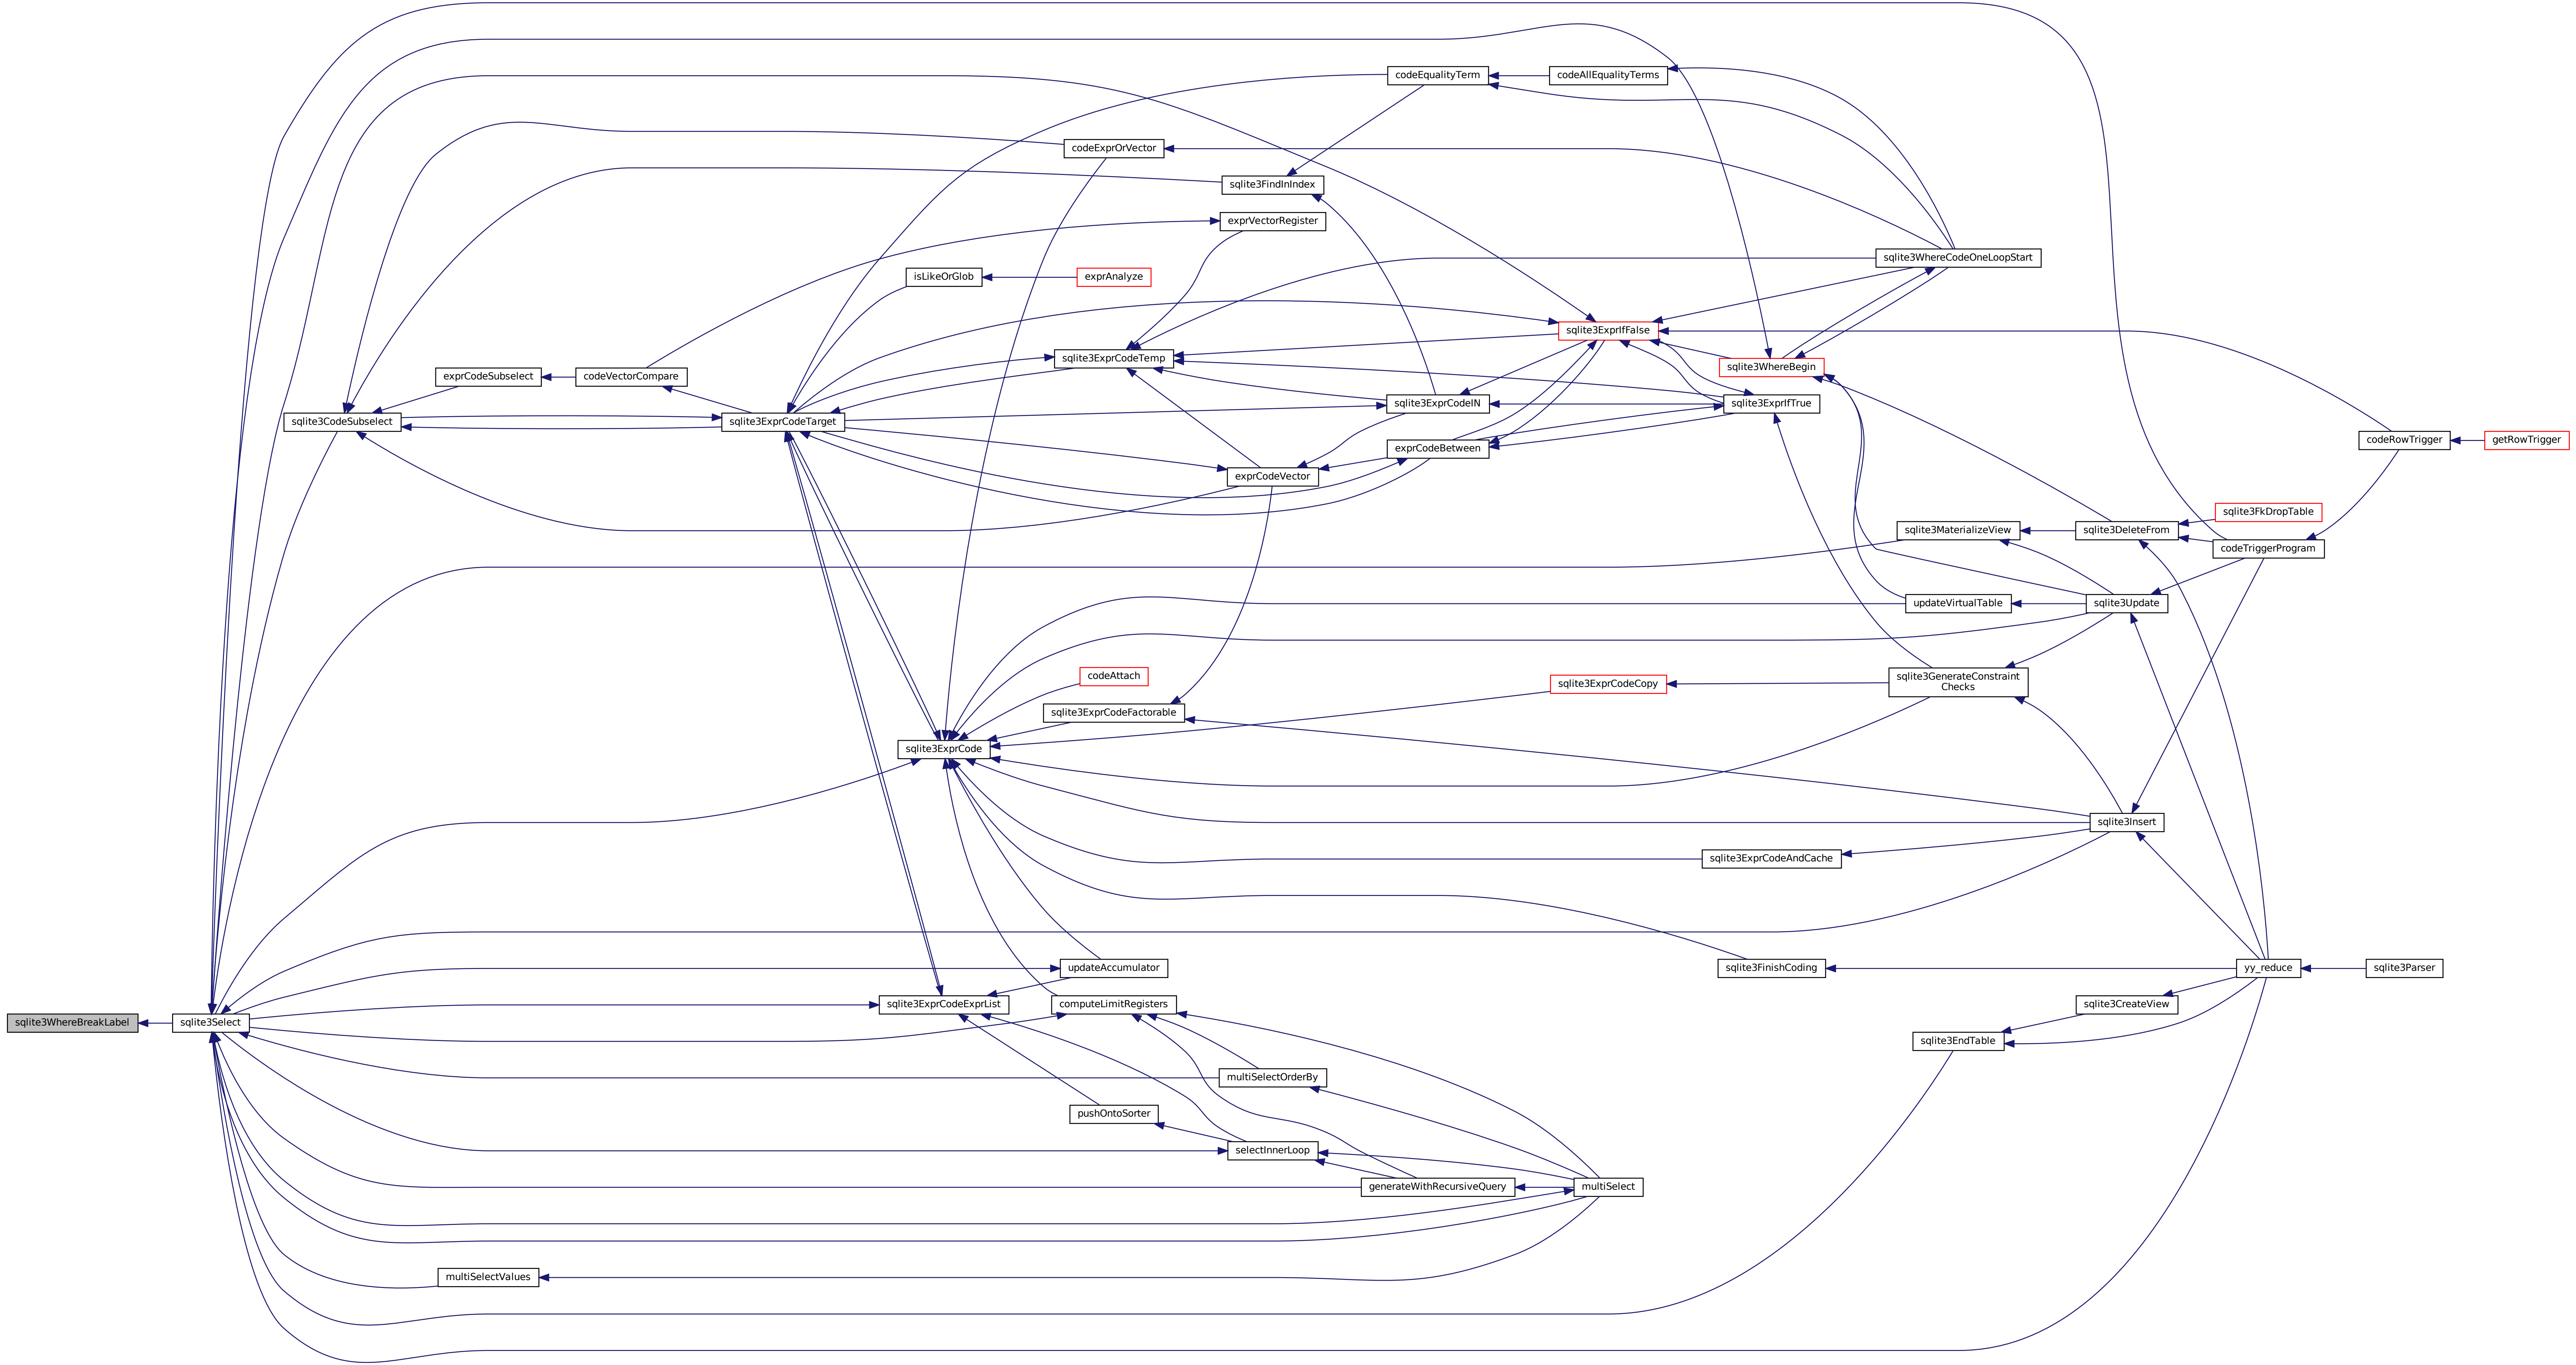 codeEqualityTerm
codeAllEqualityTerms
codeExprOrVector
sqlite3FindInIndex
exprVectorRegister
sqlite3WhereCodeOneLoopStart
isLikeOrGlob
exprAnalyze
sqlite3ExprIfFalse
sqlite3ExprCodeTemp
sqlite3WhereBegin
exprCodeSubselect
codeVectorCompare
sqlite3ExprCodeIN
sqlite3ExprIfTrue
sqlite3CodeSubselect
sqlite3ExprCodeTarget
codeRowTrigger
getRowTrigger
exprCodeBetween
exprCodeVector
sqlite3FkDropTable
sqlite3MaterializeView
sqlite3DeleteFrom
codeTriggerProgram
updateVirtualTable
sqlite3Update
codeAttach
sqlite3ExprCodeCopy
sqlite3GenerateConstraint
Checks
sqlite3ExprCodeFactorable
sqlite3ExprCode
sqlite3Insert
sqlite3ExprCodeAndCache
updateAccumulator
sqlite3FinishCoding
yy_reduce
sqlite3Parser
sqlite3ExprCodeExprList
computeLimitRegisters
sqlite3CreateView
sqlite3WhereBreakLabel
sqlite3Select
sqlite3EndTable
multiSelectOrderBy
pushOntoSorter
selectInnerLoop
generateWithRecursiveQuery
multiSelect
multiSelectValues